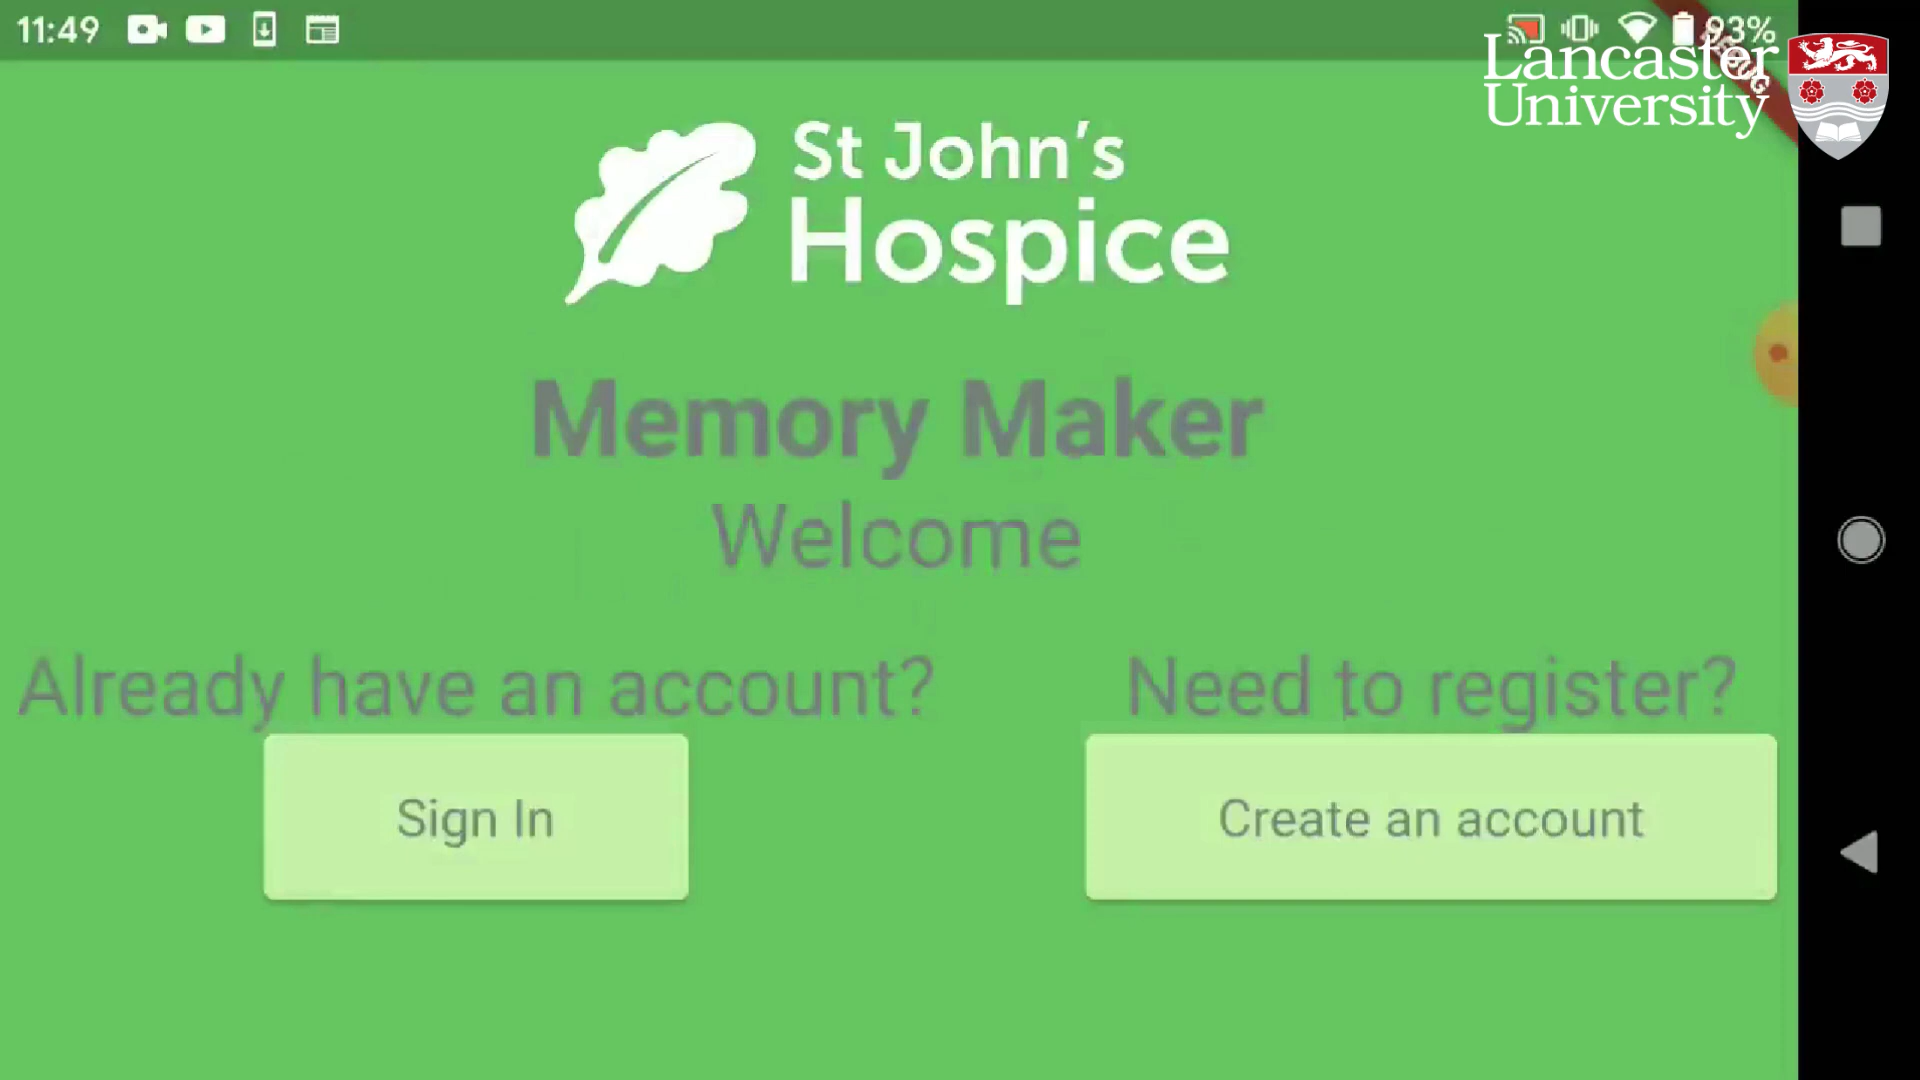 11:49
93%
Lancaster
University
DEBUG
St John's
Hospice
Memory Maker
Welcome
Already have an account?
Need to register?
Sign In
Create an account